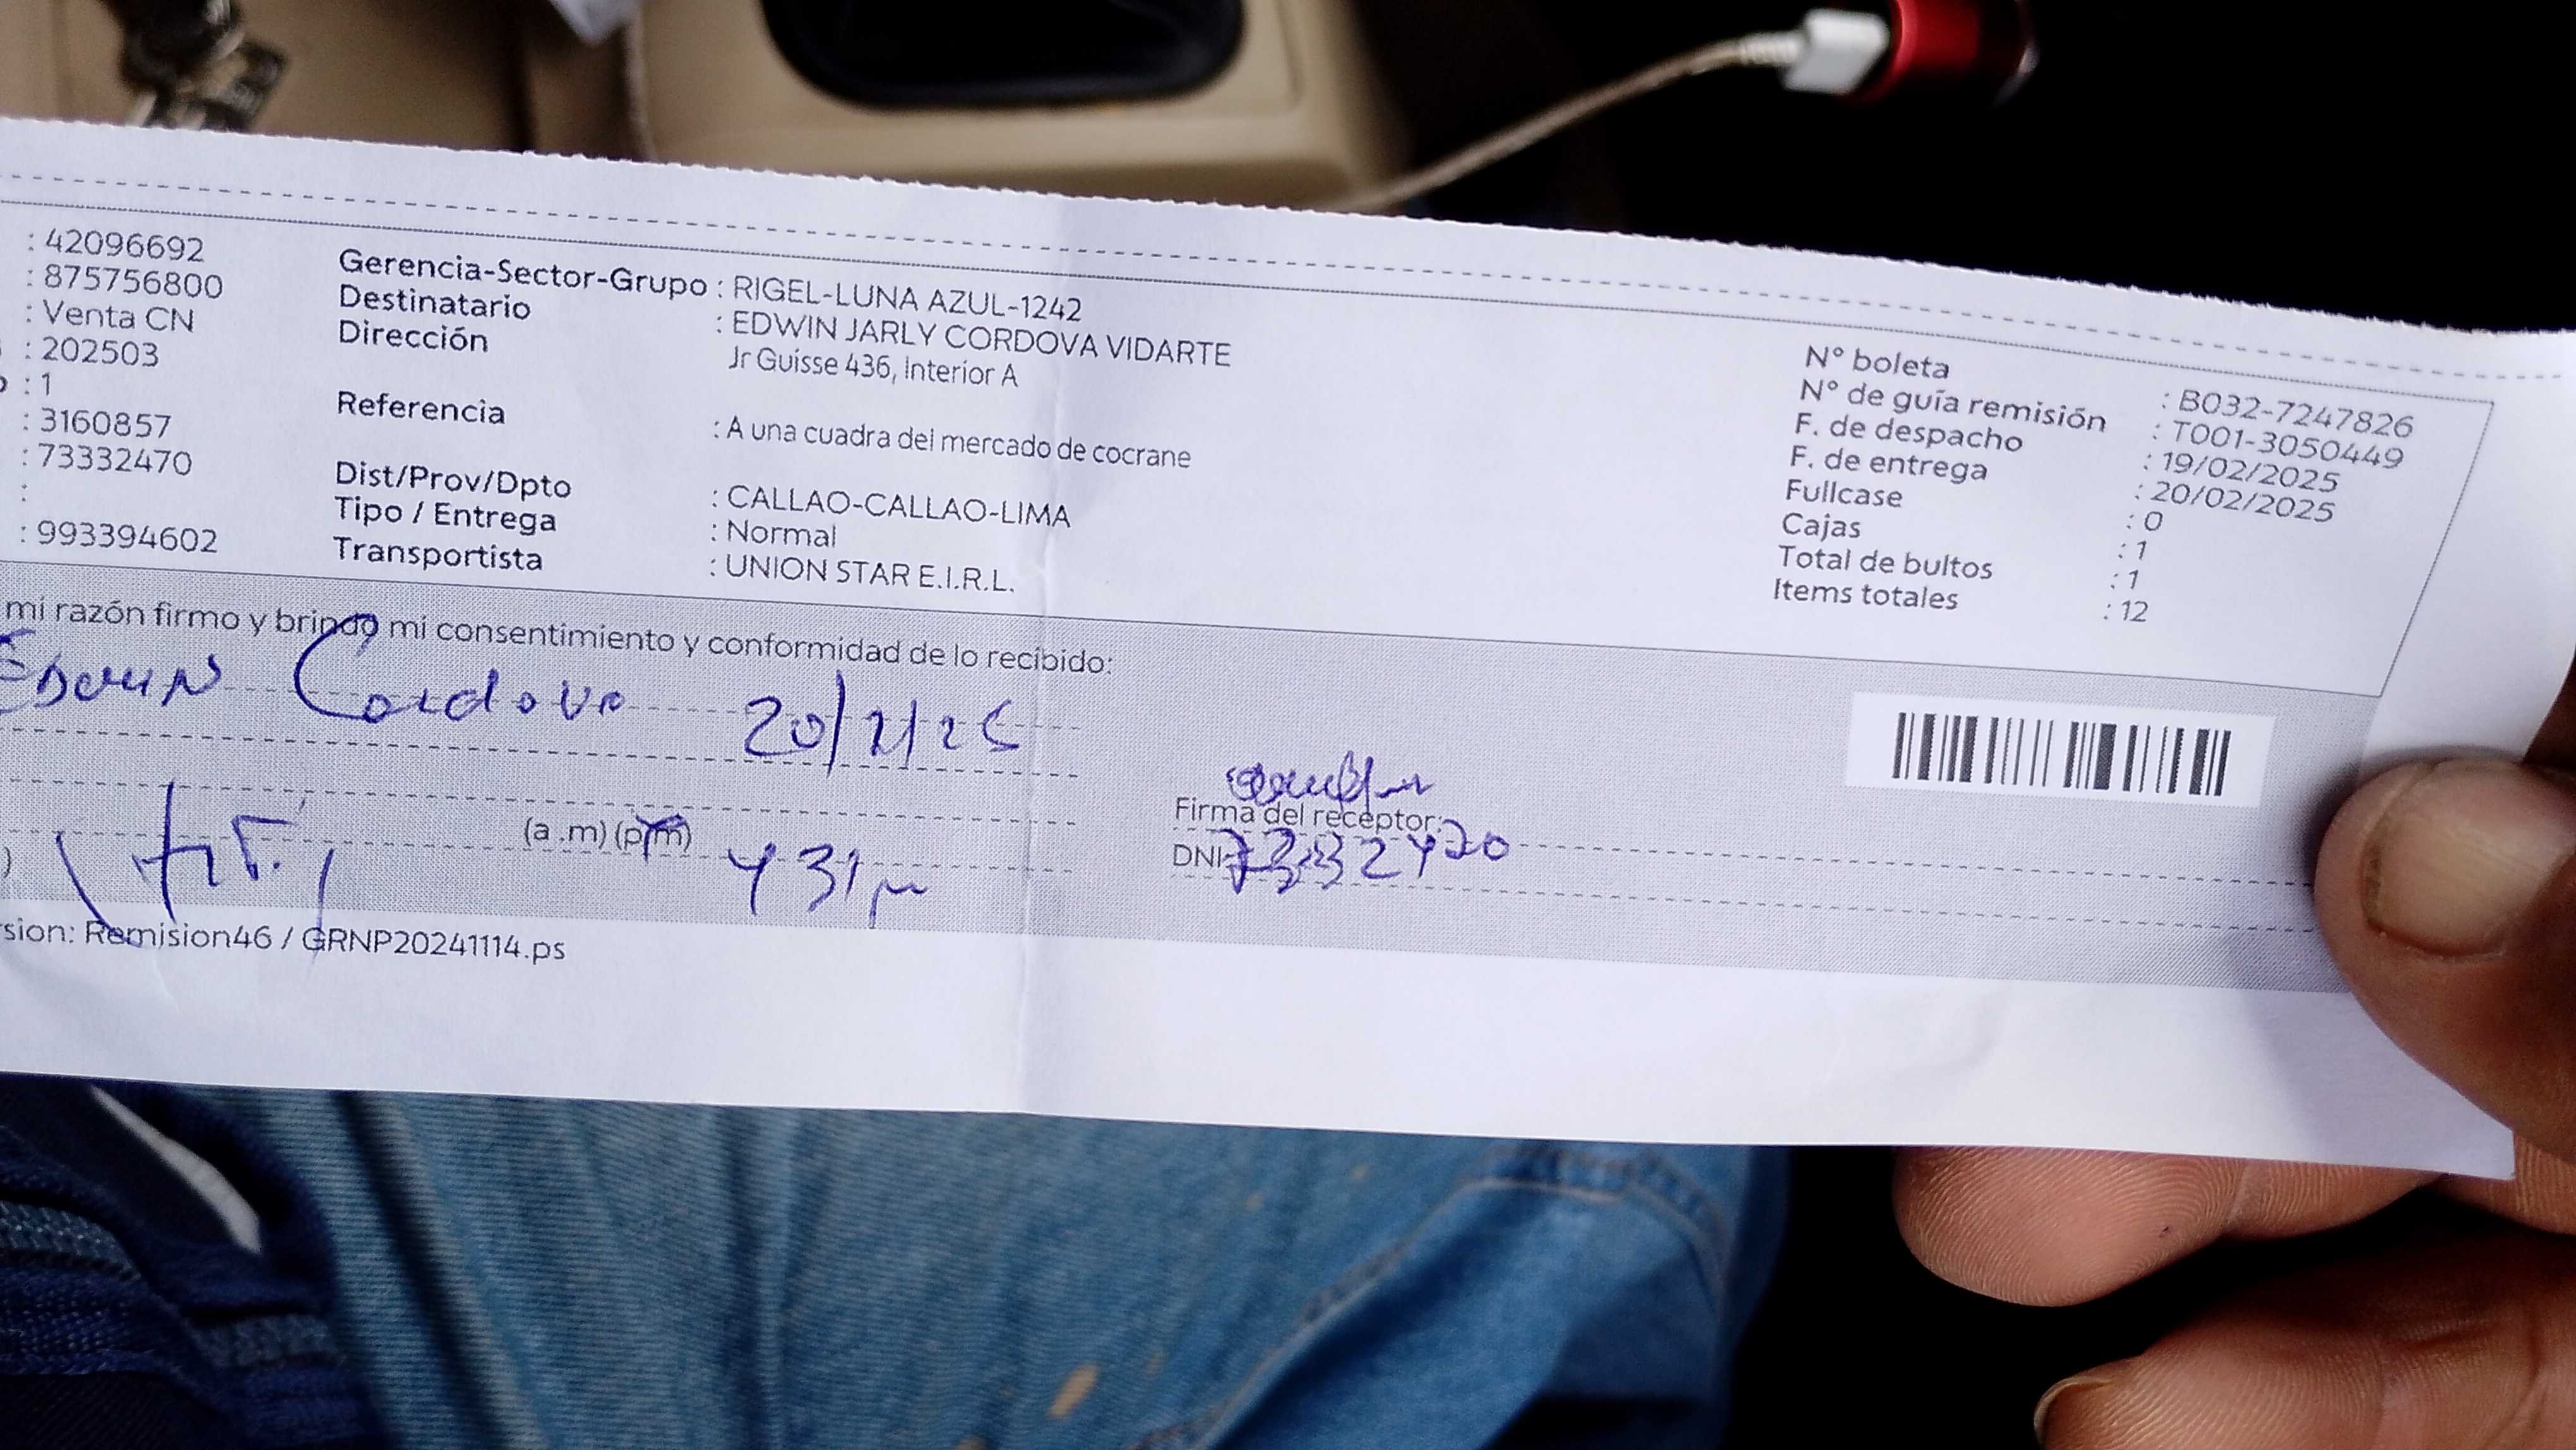 : 42096692
: 875756800
: Venta CN
: 202503
: 1
: 3160857
: 73332470
:
: 993394602
Gerencia-Sector-Grupo : RIGEL-LUNA AZUL-1242
Destinatario : EDWIN JARLY CORDOVA VIDARTE
Dirección Jr Guisse 436, Interior A
Referencia : A una cuadra del mercado de cocrane
Dist/Prov/Dpto : CALLAO-CALLAO-LIMA
Tipo / Entrega : Normal
Transportista : UNION STAR E.I.R.L.
N° boleta : B032-7247826
N° de guía remisión : T001-3050449
F. de despacho : 19/02/2025
F. de entrega : 20/02/2025
Fullcase : 0
Cajas : 1
Total de bultos : 1
Items totales : 12
mi razón firmo y brindo mi consentimiento y conformidad de lo recibido:
Edwin Cordova 20/2/25
(a .m) (p.m) 431 pm
Firma del receptor:
DNI: 73332470
sion: Remision46 / GRNP20241114.ps